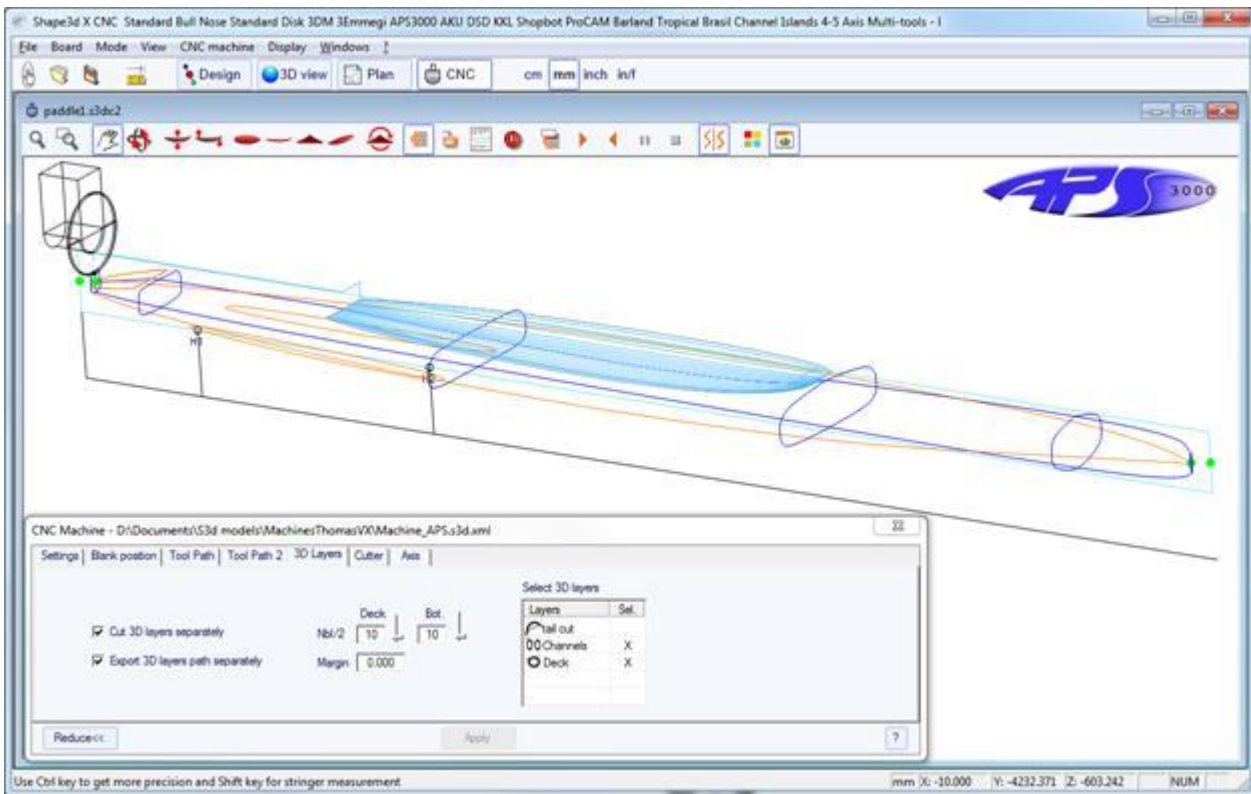 Shape3d X CNC Standard Bull Nose Standard Disk 3DM 3Emmegi APS3000 AKU DSD KKL Shopbot ProCAM Barland Tropical Brasil Channel Islands 4-5 Axis Multi-tools - I
File Board Mode View CNC machine Display Windows ?
Design 3D view Plan CNC cm mm inch in/f
paddle1.s3dx2
APS 3000
H1
CNC Machine - D:\Documents\S3d models\MachinesThomasVX\Machine_APS.s3d.xml
Settings Blank position Tool Path Tool Path 2 3D Layers Cutter Axis
Select 3D layers
Deck Bot. Layers Sel.
Cut 3D layers separately Nbl/2 10 10 tail cut
Channels X
Export 3D layers path separately Margin 0.000 Deck X
Reduce<< Apply ?
Use Ctrl key to get more precision and Shift key for stringer measurement mm X: -10.000 Y: -4232.371 Z: -603.242 NUM